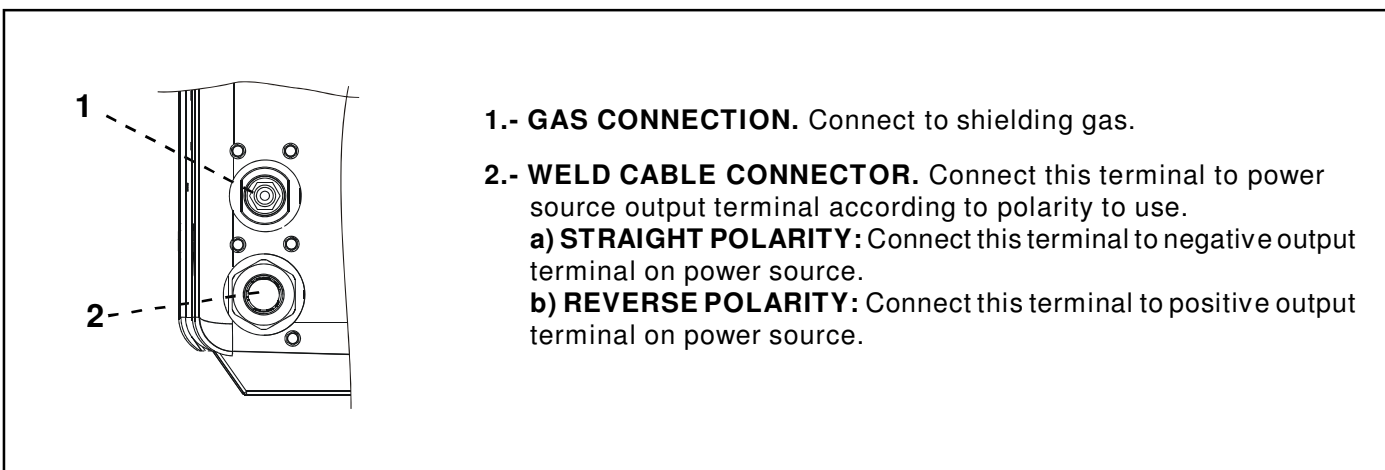 1
2
1.- GAS CONNECTION. Connect to shielding gas.
2.- WELD CABLE CONNECTOR. Connect this terminal to power
source output terminal according to polarity to use.
a) STRAIGHT POLARITY: Connect this terminal to negative output
terminal on power source.
b) REVERSE POLARITY: Connect this terminal to positive output
terminal on power source.